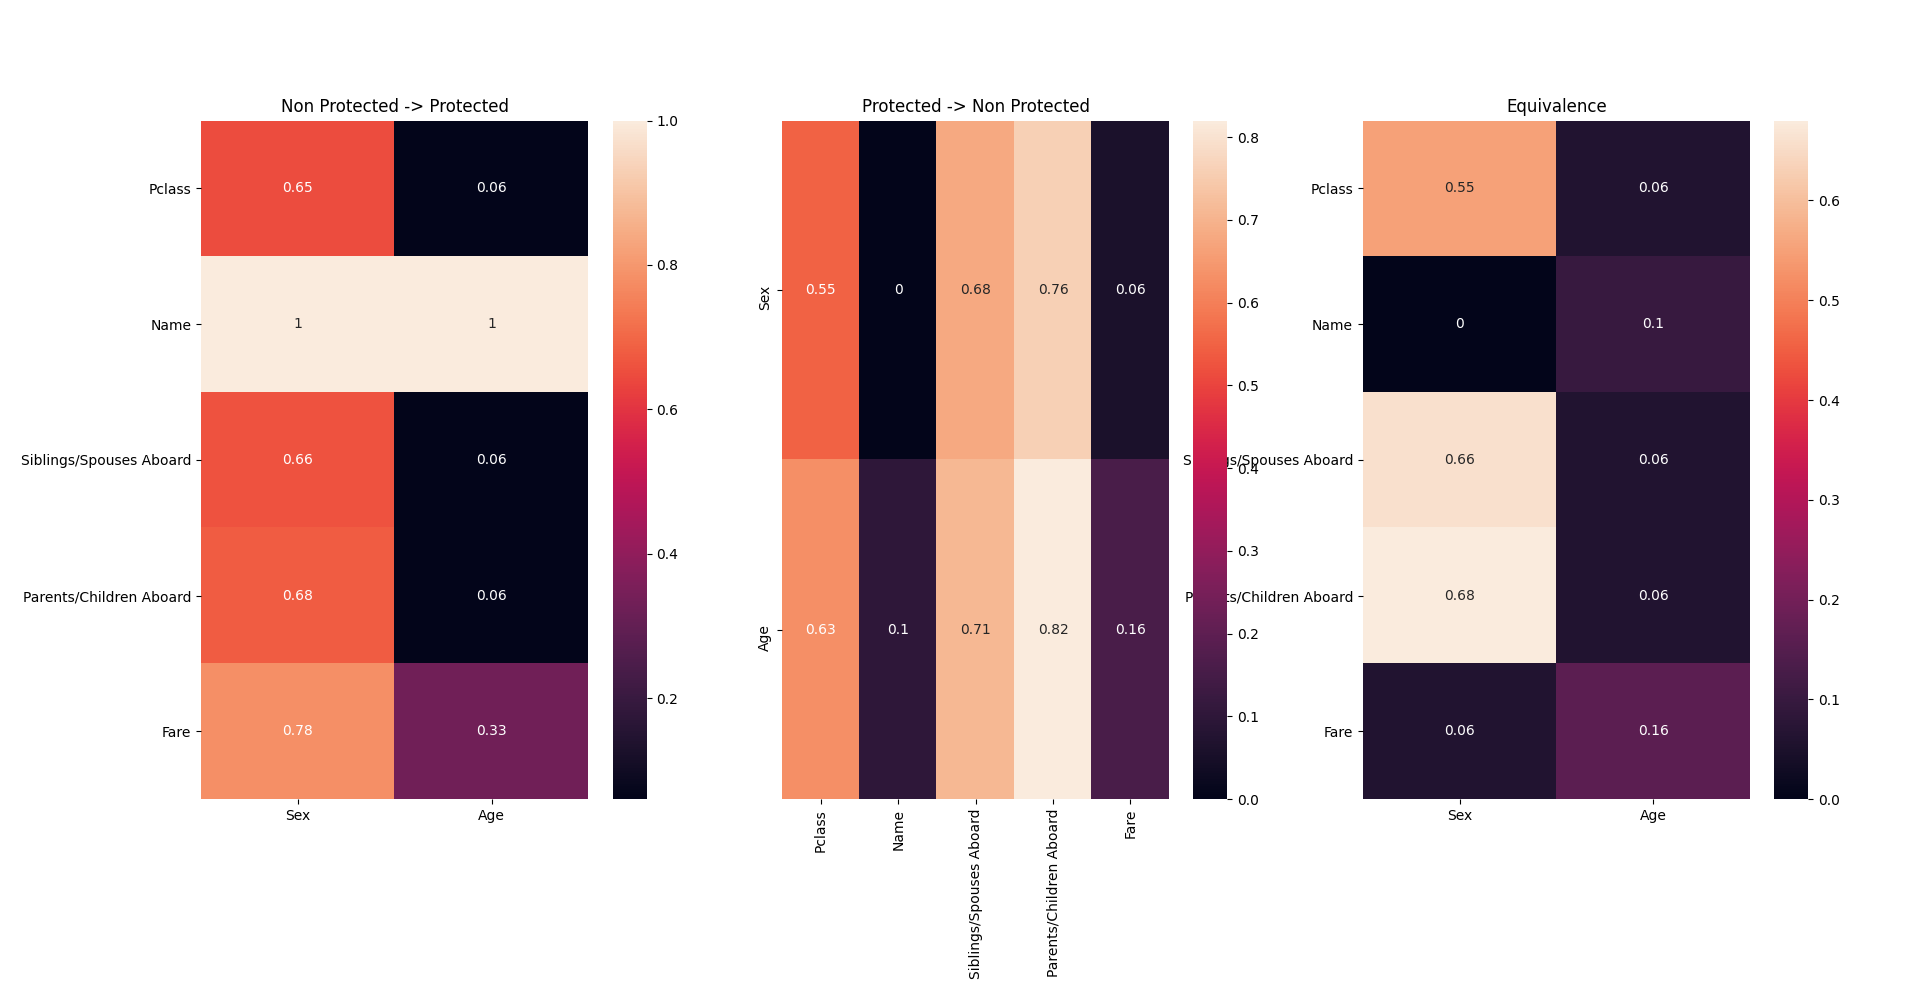 Non Protected -> Protected
Pclass
Name
Siblings/Spouses Aboard
Parents/Children Aboard
Fare
0.65 0.06
1 1
0.66 0.06
0.68 0.06
0.78 0.33
Sex Age
1.0
0.8
0.6
0.4
0.2
Protected -> Non Protected
Sex
Age
0.55 0 0.68 0.76 0.06
0.63 0.1 0.71 0.82 0.16
Pclass
Name
Siblings/Spouses Aboard
Parents/Children Aboard
Fare
0.8
0.7
0.6
0.5
0.4
0.3
0.2
0.1
0.0
Equivalence
Pclass
Name
Siblings/Spouses Aboard
Parents/Children Aboard
Fare
0.55 0.06
0 0.1
0.66 0.06
0.68 0.06
0.06 0.16
Sex Age
0.6
0.5
0.4
0.3
0.2
0.1
0.0